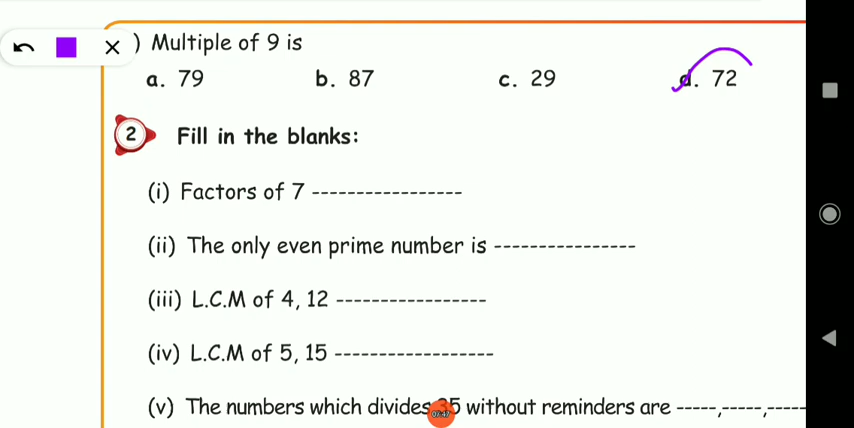 ) Multiple of 9 is
a. 79 b. 87 c. 29 d. 72
2 Fill in the blanks:
(i) Factors of 7 -----------------
(ii) The only even prime number is ----------------
(iii) L.C.M of 4, 12 -----------------
(iv) L.C.M of 5, 15 ------------------
(v) The numbers which divides 35 without reminders are -----,-----,-----